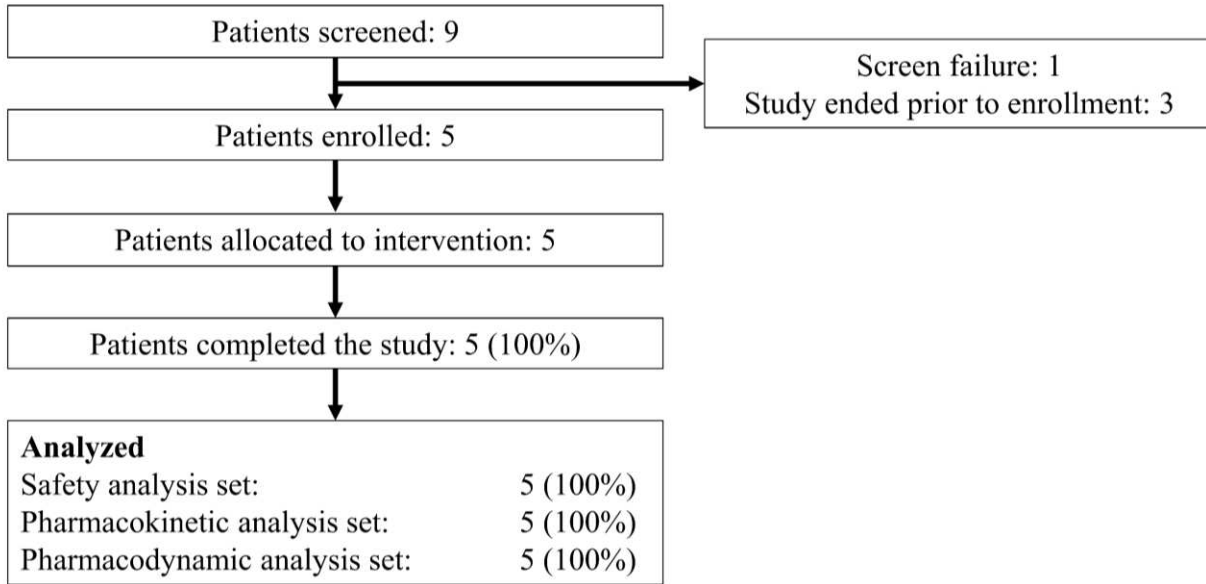 Patients screened: 9
Screen failure: 1
Study ended prior to enrollment: 3
Patients enrolled: 5
Patients allocated to intervention: 5
Patients completed the study: 5 (100%)
Analyzed
Safety analysis set: 5 (100%)
Pharmacokinetic analysis set: 5 (100%)
Pharmacodynamic analysis set: 5 (100%)